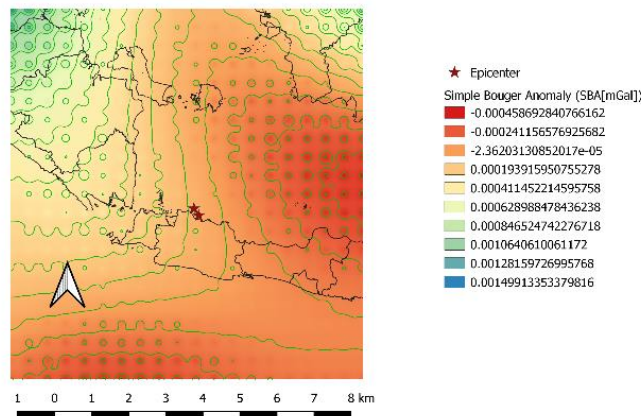 Epicenter
Simple Bouger Anomaly (SBA[mGal])
-0.000458692840766162
-0.000241156576925682
-2.36203130852017e-05
0.000193915950755278
0.000411452214595758
0.000628988478436238
0.000846524742276718
0.0010640610061172
0.00128159726995768
0.00149913353379816
1 0 1 2 3 4 5 6 7 8 km